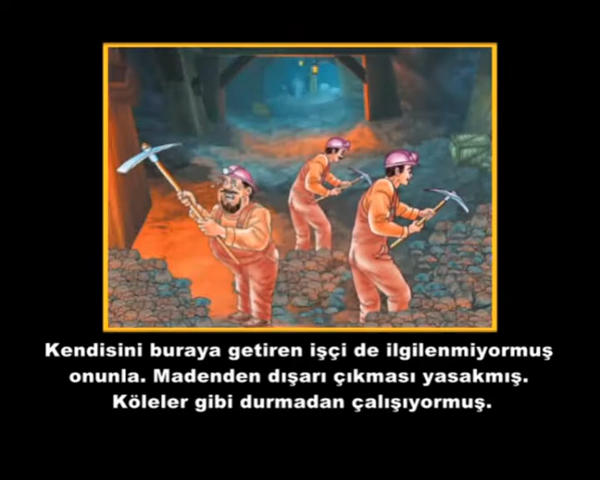 Kendisini buraya getiren işçi de ilgilenmiyormuş
onunla. Madenden dışarı çıkması yasakmış.
Köleler gibi durmadan çalışıyormuş.